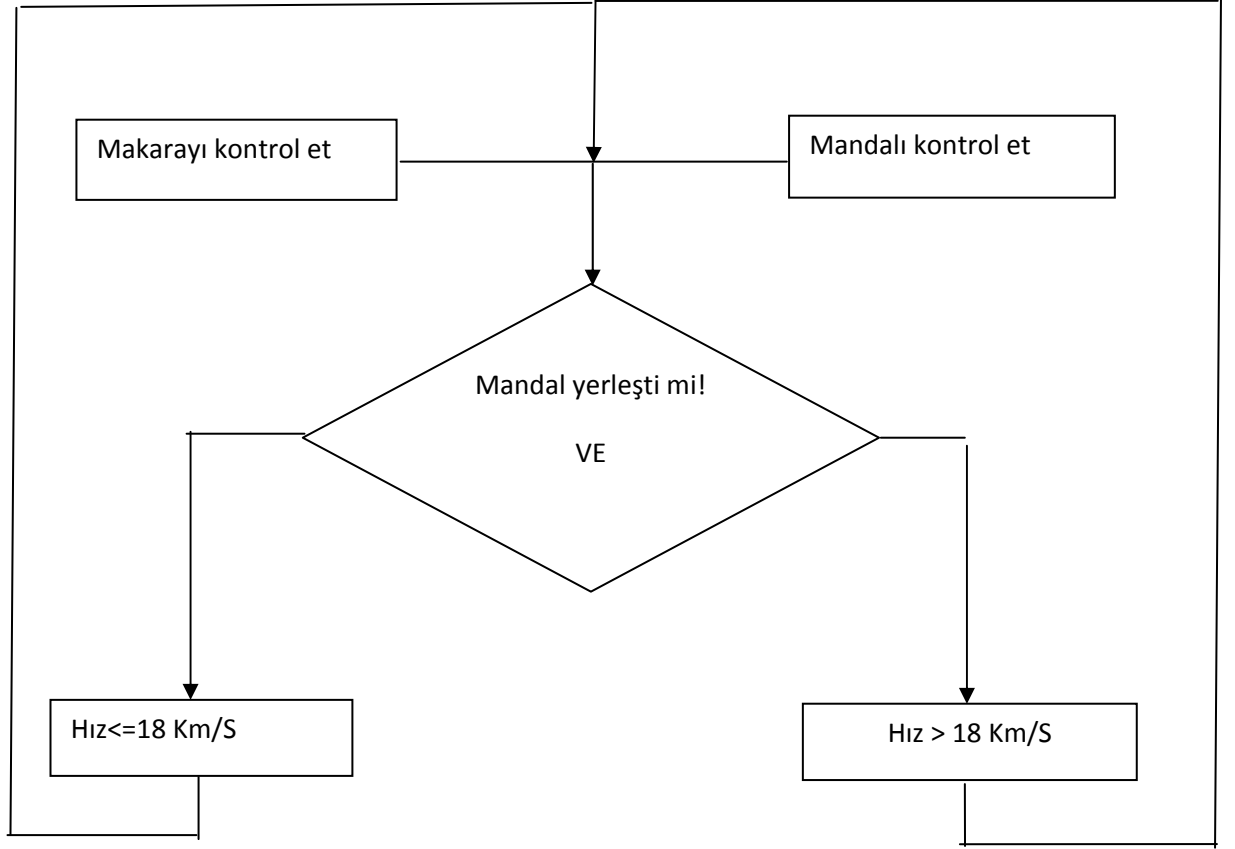 Makarayı kontrol et
Mandalı kontrol et
Mandal yerleşti mi!
VE
Hız<=18 Km/S
Hız > 18 Km/S